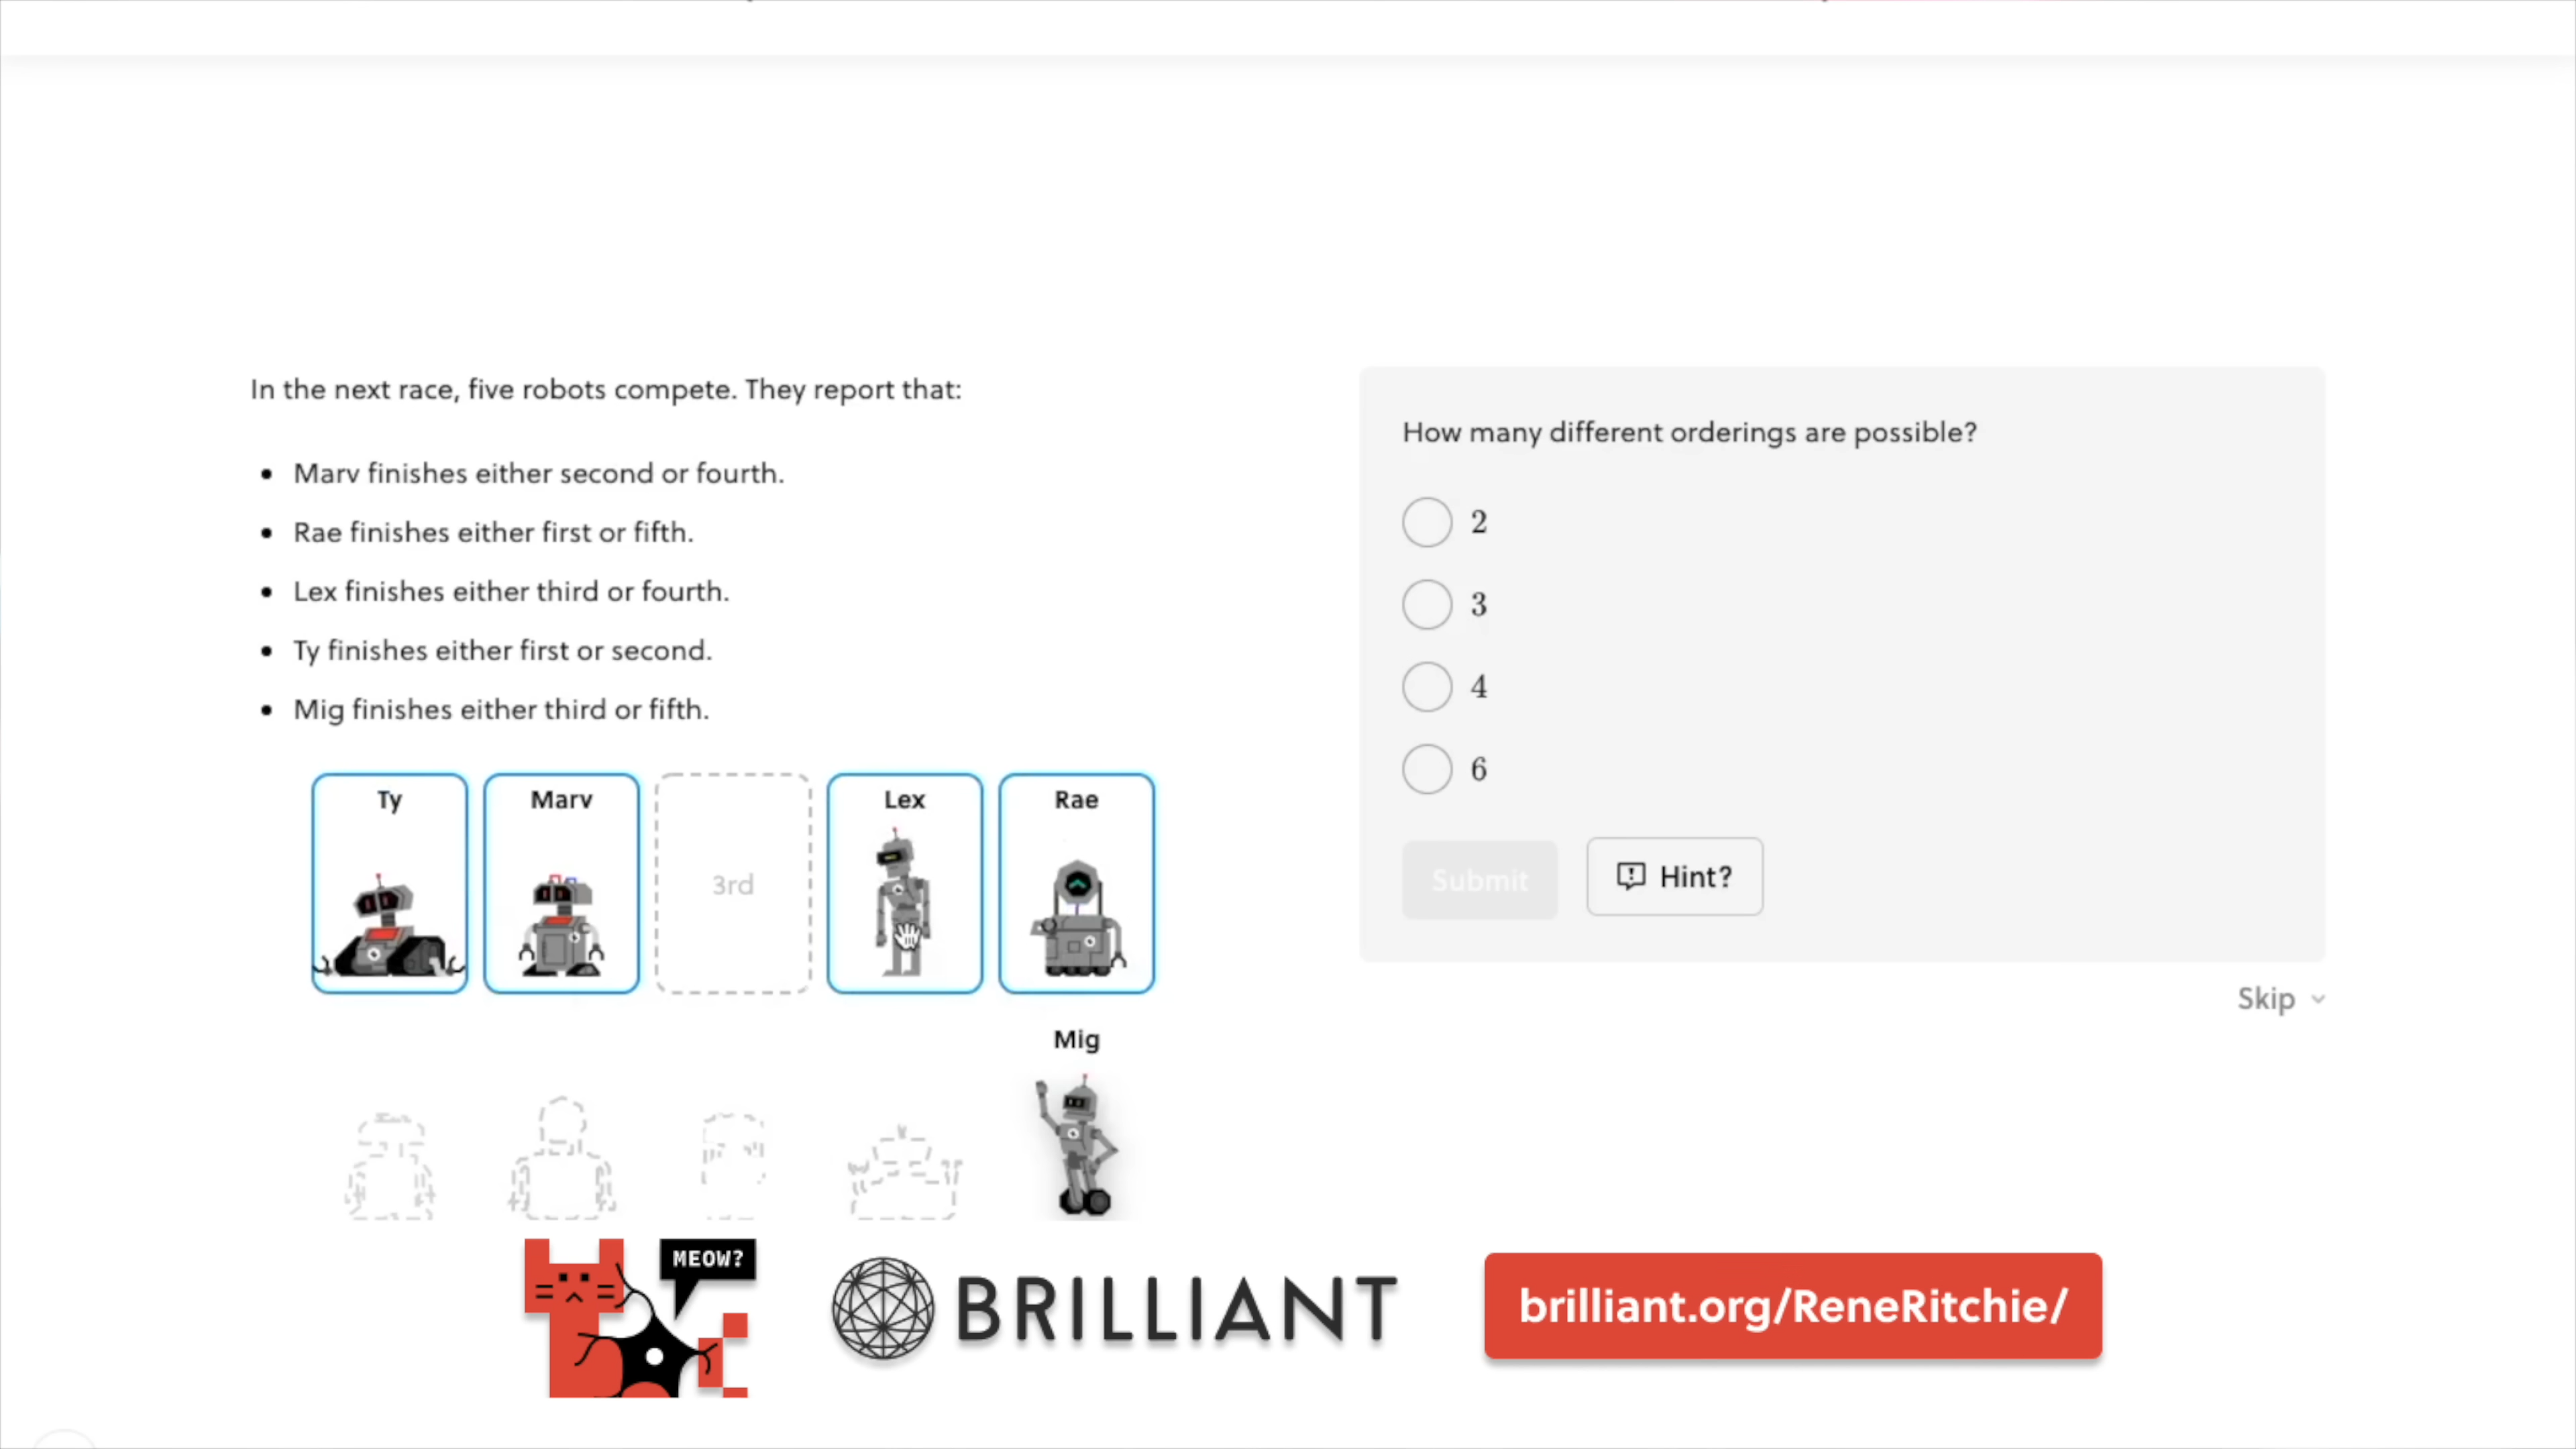 In the next race, five robots compete. They report that:
• Marv finishes either second or fourth.
• Rae finishes either first or fifth.
• Lex finishes either third or fourth.
• Ty finishes either first or second.
• Mig finishes either third or fifth.
Ty
Marv
3rd
Lex
Rae
Mig
How many different orderings are possible?
2
3
4
6
Submit
Hint?
Skip
MEOW?
BRILLIANT
brilliant.org/ReneRitchie/